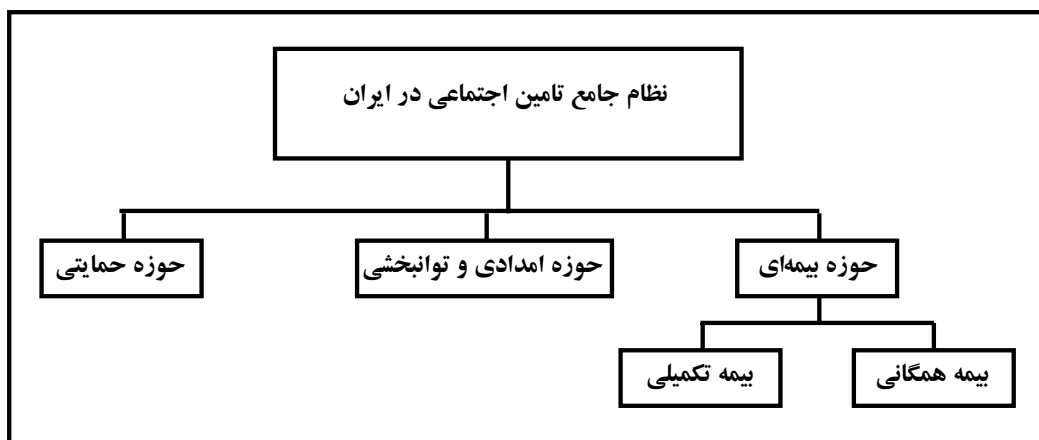 نظام جامع تامین اجتماعی در ایران
حوزه بیمه‌ای
حوزه امدادی و توانبخشی
حوزه حمایتی
بیمه همگانی
بیمه تکمیلی